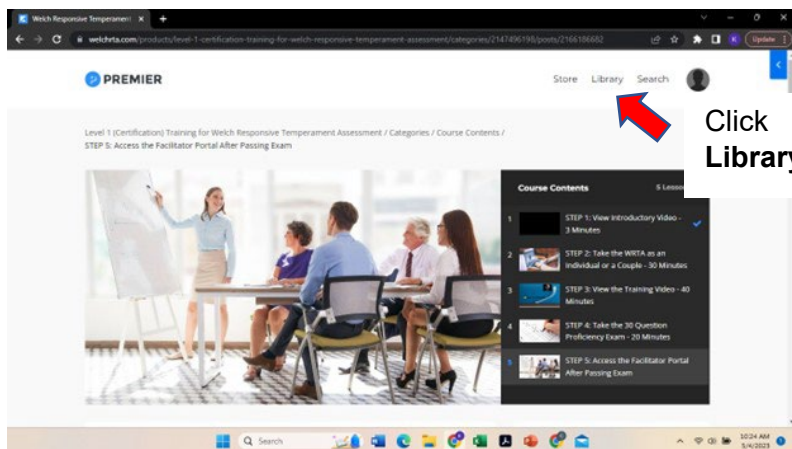 Welch Responsive Temperament
welchrta.com/products/level-1-certification-training-for-welch-responsive-temperament-assessment/categories/2147496198/posts/2166186682
Update
PREMIER
Store Library Search
Click
Library
Level 1 (Certification) Training for Welch Responsive Temperament Assessment / Categories / Course Contents /
STEP 5: Access the Facilitator Portal After Passing Exam
Course Contents 5 Lesso
1 STEP 1: View Introductory Video -
3 Minutes
2 STEP 2: Take the WRTA as an
Individual or a Couple - 30 Minutes
3 STEP 3: View the Training Video - 40
Minutes
4 STEP 4: Take the 30 Question
Proficiency Exam - 20 Minutes
5 STEP 5: Access the Facilitator Portal
After Passing Exam
Search
10:24 AM
5/4/2023